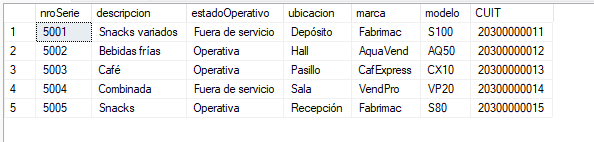 nroSerie descripcion estadoOperativo ubicacion marca modelo CUIT
1 5001 Snacks variados Fuera de servicio Depósito Fabrimac S100 20300000011
2 5002 Bebidas frías Operativa Hall AquaVend AQ50 20300000012
3 5003 Café Operativa Pasillo CafExpress CX10 20300000013
4 5004 Combinada Fuera de servicio Sala VendPro VP20 20300000014
5 5005 Snacks Operativa Recepción Fabrimac S80 20300000015